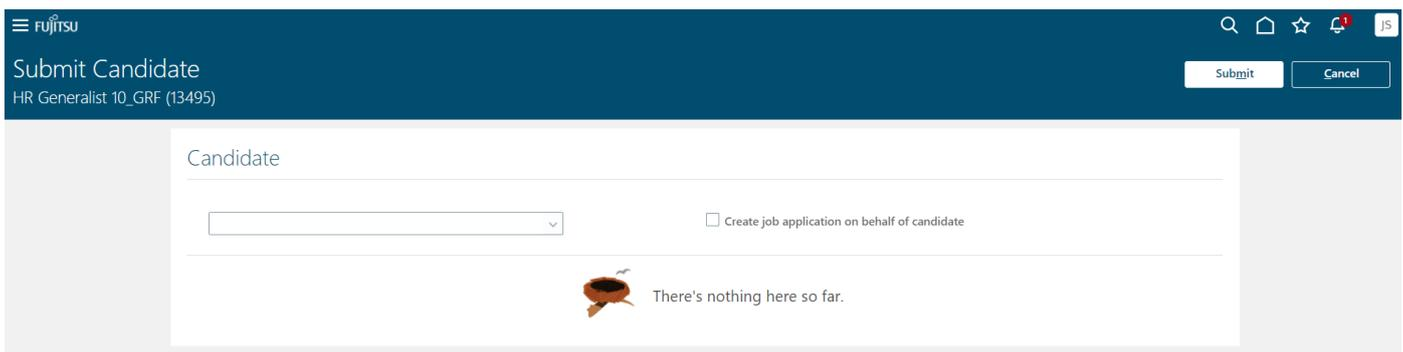 FUJITSU
1
JS
Submit Candidate
HR Generalist 10_GRF (13495)
Submit
Cancel
Candidate
Create job application on behalf of candidate
There's nothing here so far.